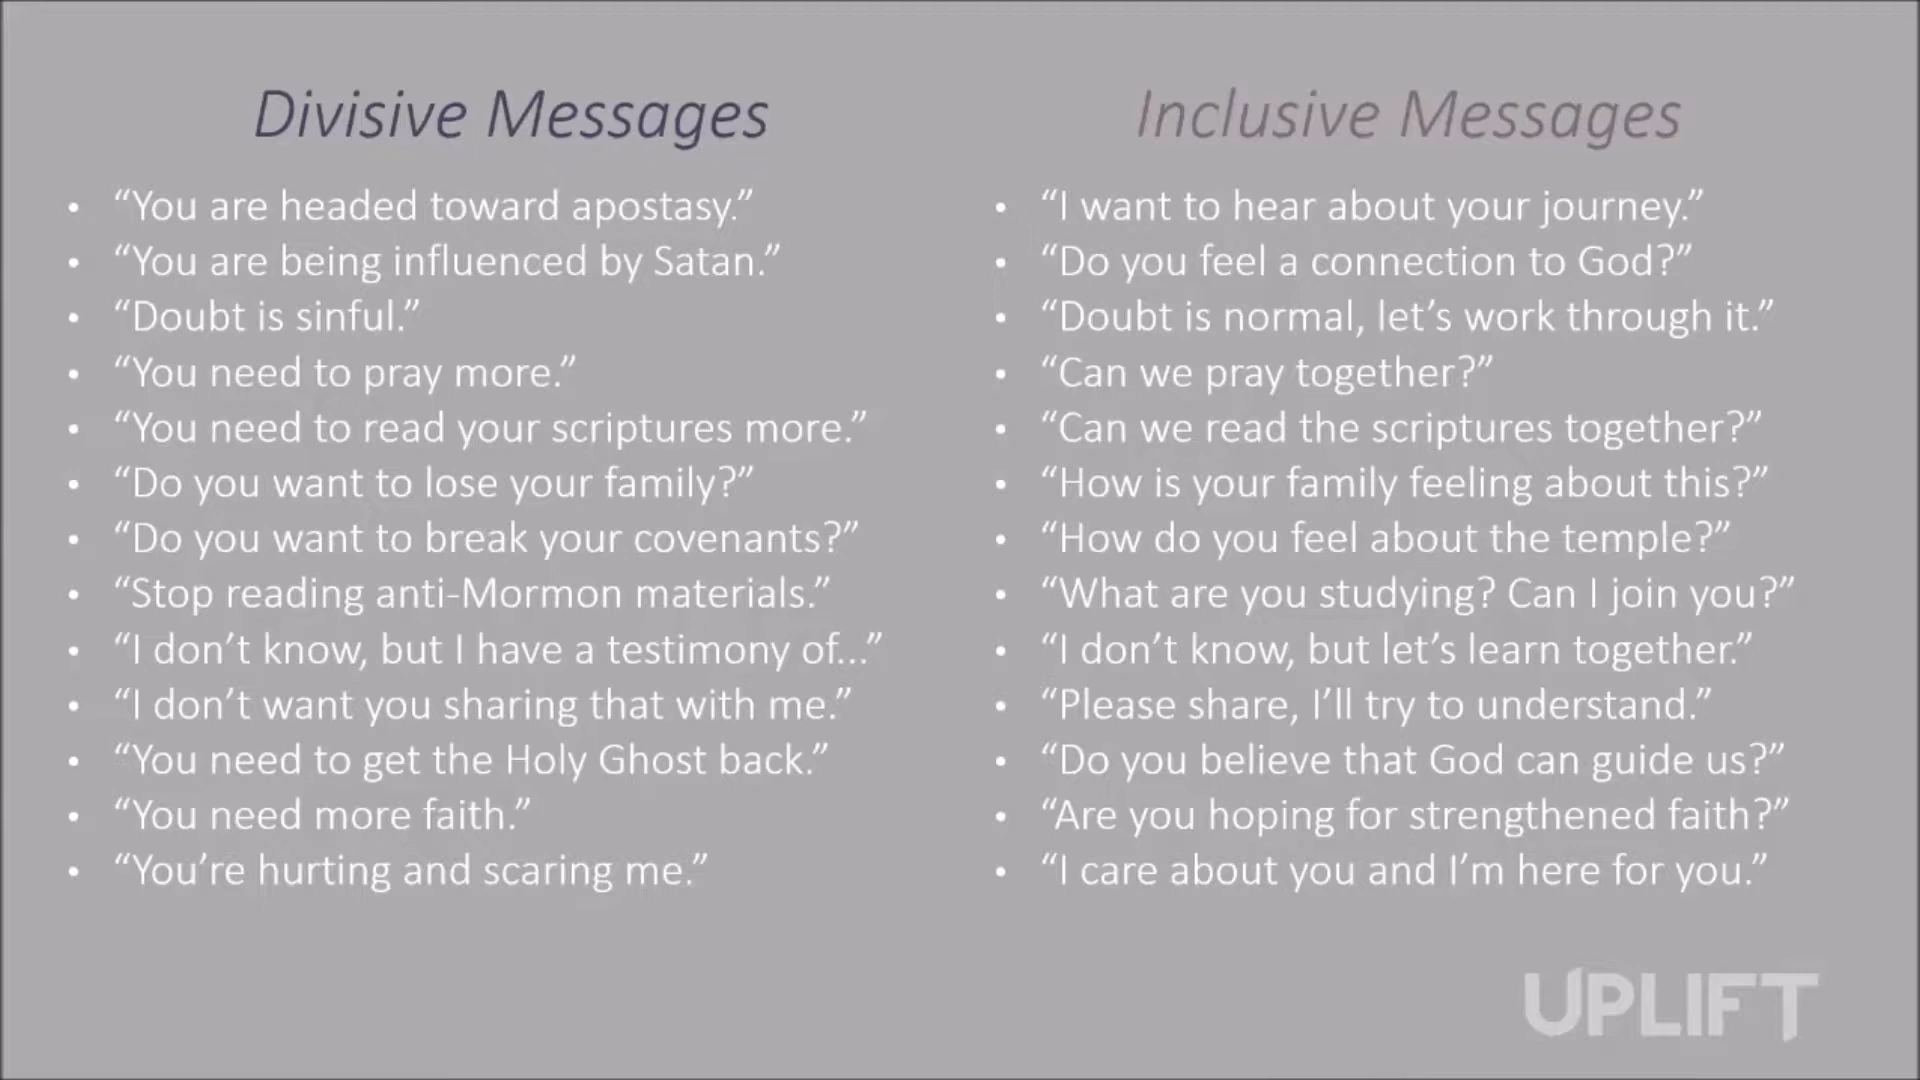 Divisive Messages
• “You are headed toward apostasy.”
• “You are being influenced by Satan.”
• “Doubt is sinful.”
• “You need to pray more.”
• “You need to read your scriptures more.”
• “Do you want to lose your family?”
• “Do you want to break your covenants?”
• “Stop reading anti-Mormon materials.”
• “I don’t know, but I have a testimony of...”
• “I don’t want you sharing that with me.”
• “You need to get the Holy Ghost back.”
• “You need more faith.”
• “You’re hurting and scaring me.”
Inclusive Messages
• “I want to hear about your journey.”
• “Do you feel a connection to God?”
• “Doubt is normal, let’s work through it.”
• “Can we pray together?”
• “Can we read the scriptures together?”
• “How is your family feeling about this?”
• “How do you feel about the temple?”
• “What are you studying? Can I join you?”
• “I don’t know, but let’s learn together.”
• “Please share, I’ll try to understand.”
• “Do you believe that God can guide us?”
• “Are you hoping for strengthened faith?”
• “I care about you and I’m here for you.”
UPLIFT